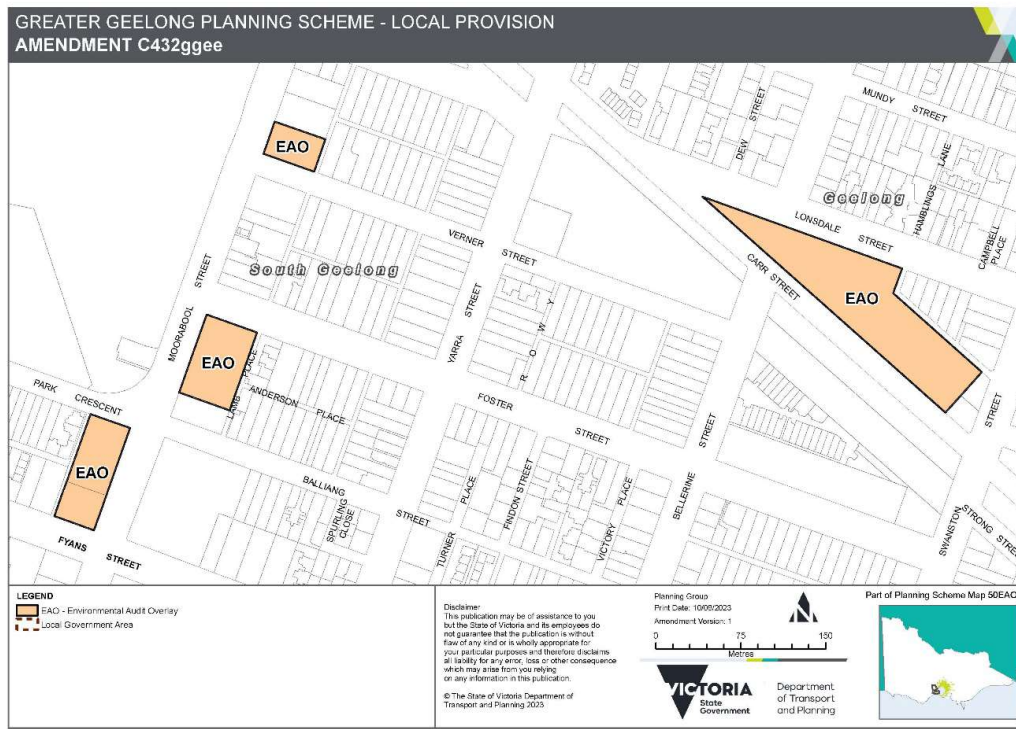 GREATER GEELONG PLANNING SCHEME - LOCAL PROVISION
AMENDMENT C432ggee
MUNDY
STREET
DEW
STREET
LANE
HAMBLINGS
CAMPBELL
PLACE
EAO
Geelong
LONSDALE
STREET
VERNER
STREET
South Geelong
CARR STREET
EAO
MOORABOOL
STREET
YARRA
STREET
R O W Y
EAO
LAMB PLACE
ANDERSON PLACE
PARK
CRESCENT
FOSTER
STREET
STREET
EAO
BALLIANG
STREET
SPURLING
CLOSE
TURNER
PLACE
FINDON STREET
VICTORY
PLACE
BELLERINE
STREET
SWANSTON
STRONG STREE
FYANS
STREET
LEGEND
EAO - Environmental Audit Overlay
Local Government Area
Disclaimer
This publication may be of assistance to you
but the State of Victoria and its employees do
not guarantee that the publication is without
flaw of any kind or is wholly appropriate for
your particular purposes and therefore disclaims
all liability for any error, loss or other consequence
which may arise from you relying
on any information in this publication.
© The State of Victoria Department of
Transport and Planning 2023
Planning Group
Print Date: 10/08/2023
Amendment Version: 1
N
0 75 150
Metres
VICTORIA
State
Government
Department
of Transport
and Planning
Part of Planning Scheme Map 50EAO